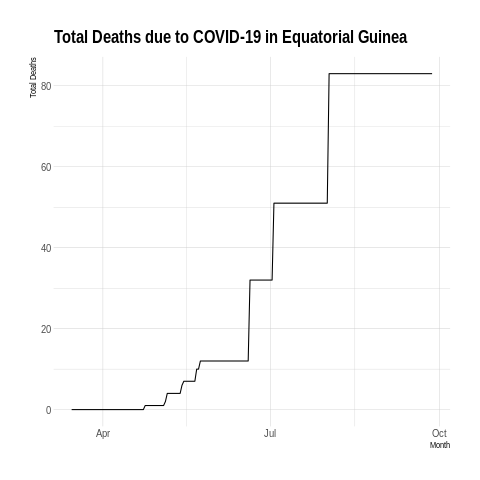 Total Deaths due to COVID-19 in Equatorial Guinea
Total Deaths
80
60
40
20
0
Apr
Jul
Oct
Month